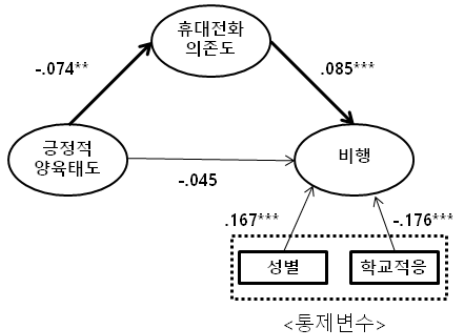 휴대전화
의존도
-.074**
.085***
긍정적
양육태도
비행
-.045
.167***
-.176***
성별
학교적응
<통제변수>